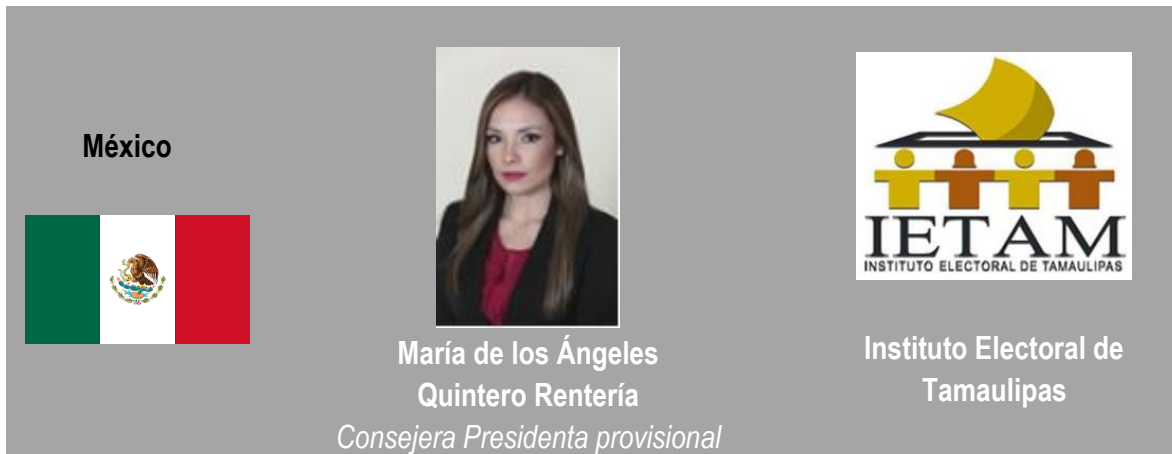 México
María de los Ángeles
Quintero Rentería
Consejera Presidenta provisional
IETAM
INSTITUTO ELECTORAL DE TAMAULIPAS
Instituto Electoral de
Tamaulipas